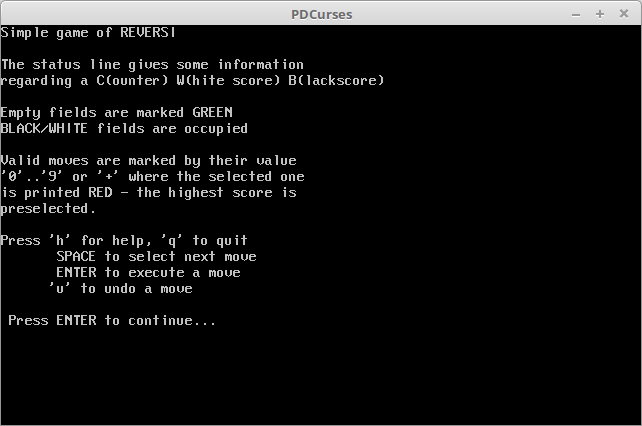 PDCurses
Simple game of REVERSI
The status line gives some information
regarding a C(ounter) W(hite score) B(lackscore)
Empty fields are marked GREEN
BLACK/WHITE fields are occupied
Valid moves are marked by their value
'0'..'9' or '+' where the selected one
is printed RED - the highest score is
preselected.
Press 'h' for help, 'q' to quit
SPACE to select next move
ENTER to execute a move
'u' to undo a move
Press ENTER to continue...